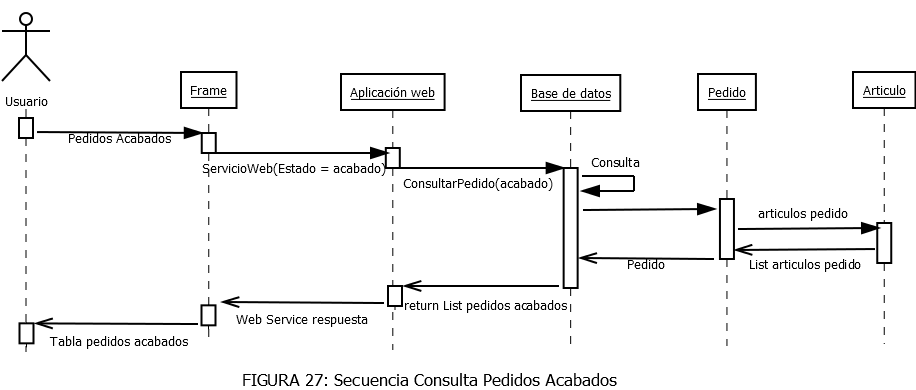 Usuario
Frame
Aplicación web
Base de datos
Pedido
Articulo
Pedidos Acabados
ServicioWeb(Estado = acabado)
ConsultarPedido(acabado)
Consulta
articulos pedido
List articulos pedido
Pedido
return List pedidos acabados
Web Service respuesta
Tabla pedidos acabados
FIGURA 27: Secuencia Consulta Pedidos Acabados